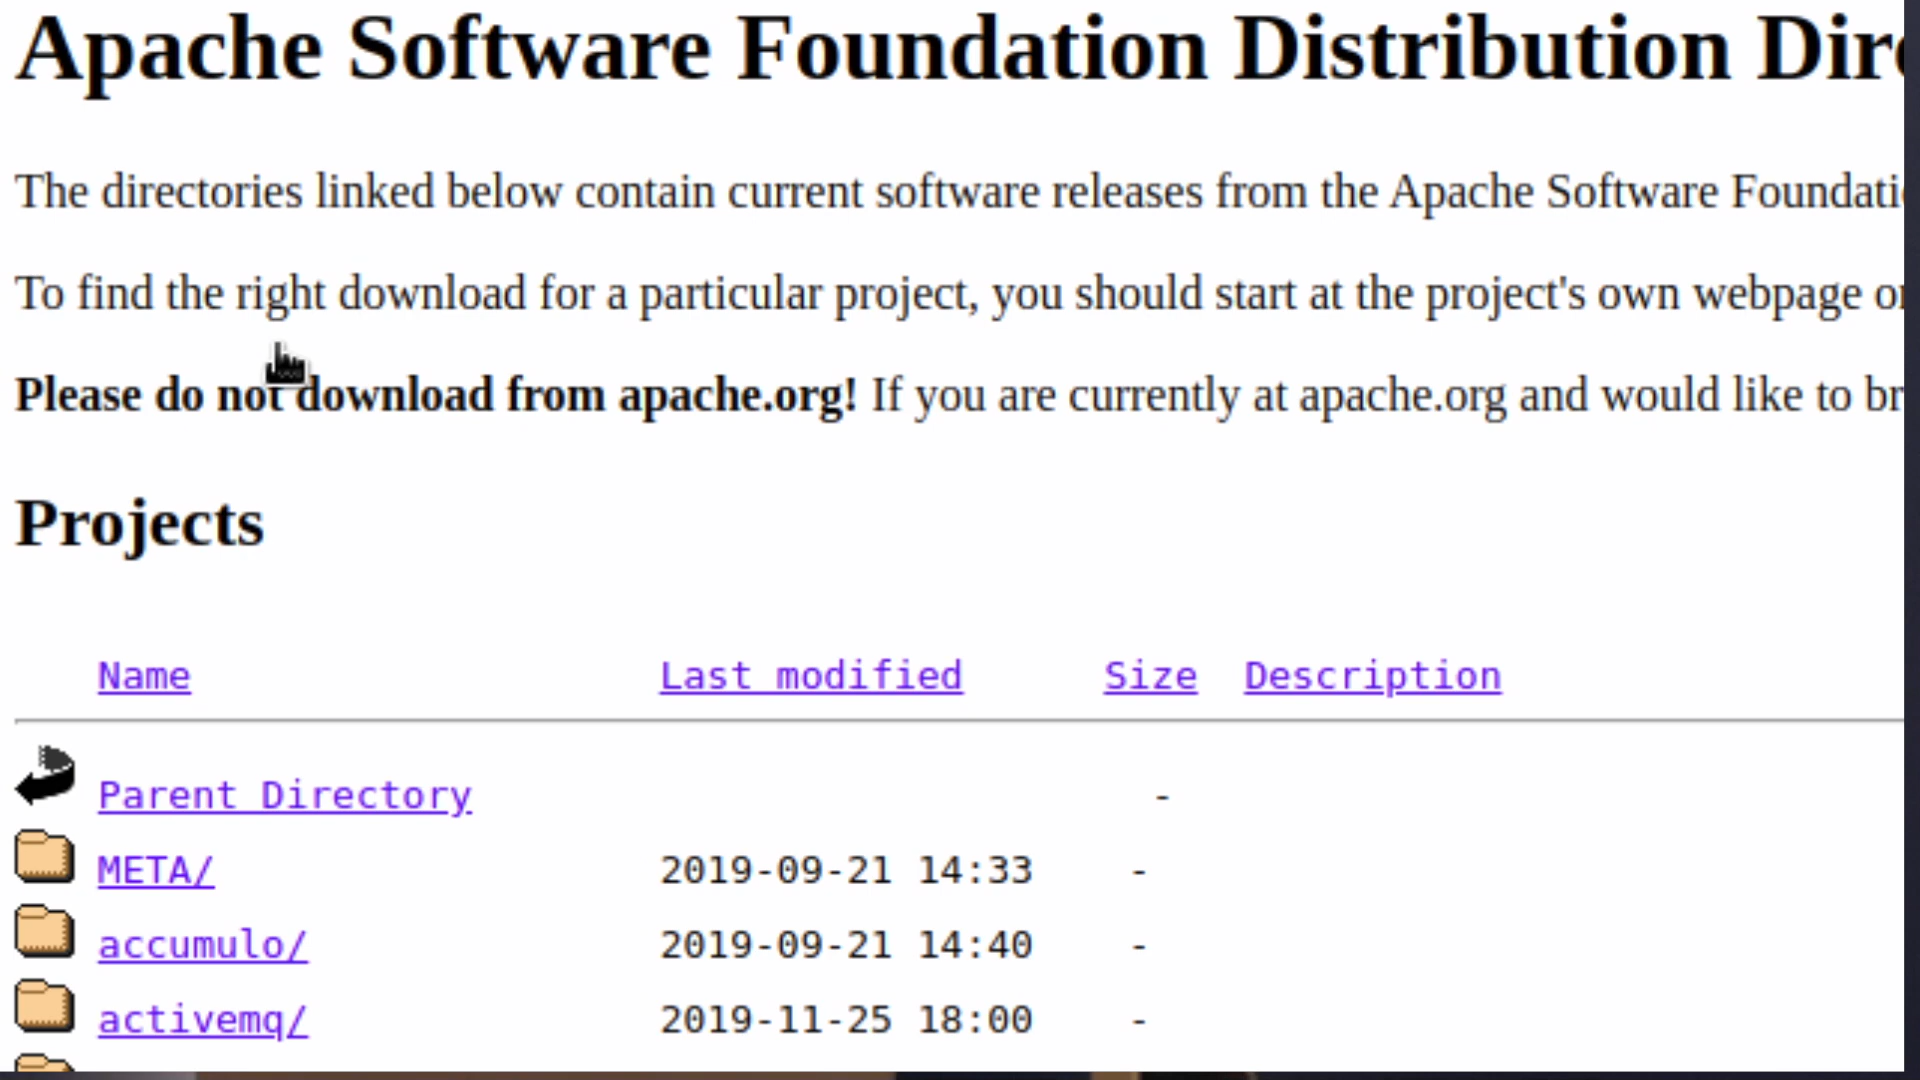 Apache Software Foundation Distribution
The directories linked below contain current software releases from the Apache Software
To find the right download for a particular project, you should start at the project's own webpage
Please do not download from apache.org! If you are currently at apache.org and would like to
Projects
Name Last modified Size Description
Parent Directory -
META/ 2019-09-21 14:33 -
accumulo/ 2019-09-21 14:40 -
activemq/ 2019-11-25 18:00 -